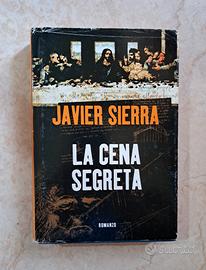 JAVIER SIERRA
LA CENA
SEGRETA
ROMANZO